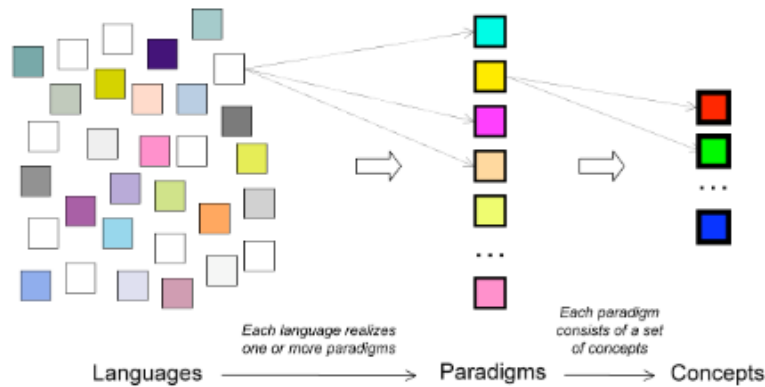 ...
...
Each language realizes
one or more paradigms
Each paradigm
consists of a set
of concepts
Languages
Paradigms
Concepts